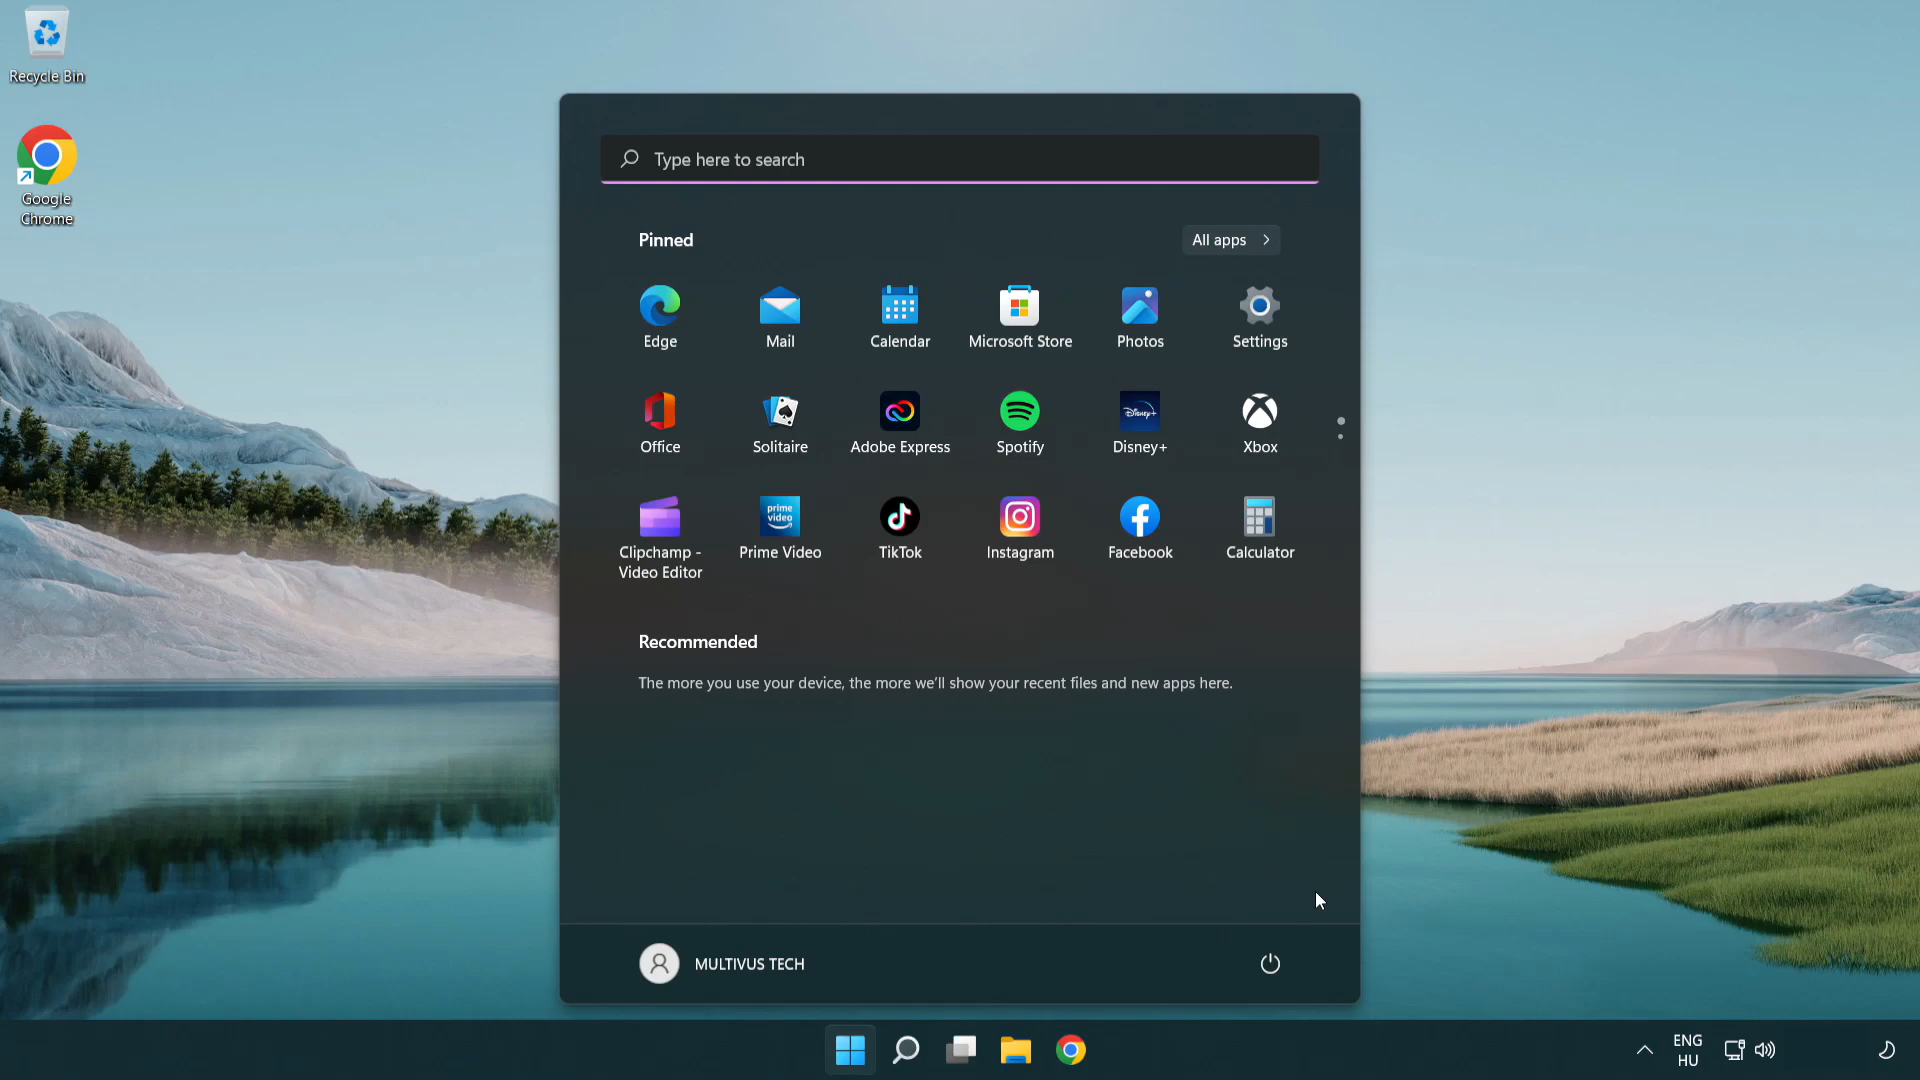 Recycle Bin
Google
Chrome
Type here to search
Pinned
All apps
Edge
Mail
Calendar
Microsoft Store
Photos
Settings
Disney+
Office
Solitaire
Adobe Express
Spotify
Disney+
Xbox
prime
video
Clipchamp -
Video Editor
Prime Video
TikTok
Instagram
Facebook
Calculator
Recommended
The more you use your device, the more we'll show your recent files and new apps here.
MULTIVUS TECH
ENG
HU